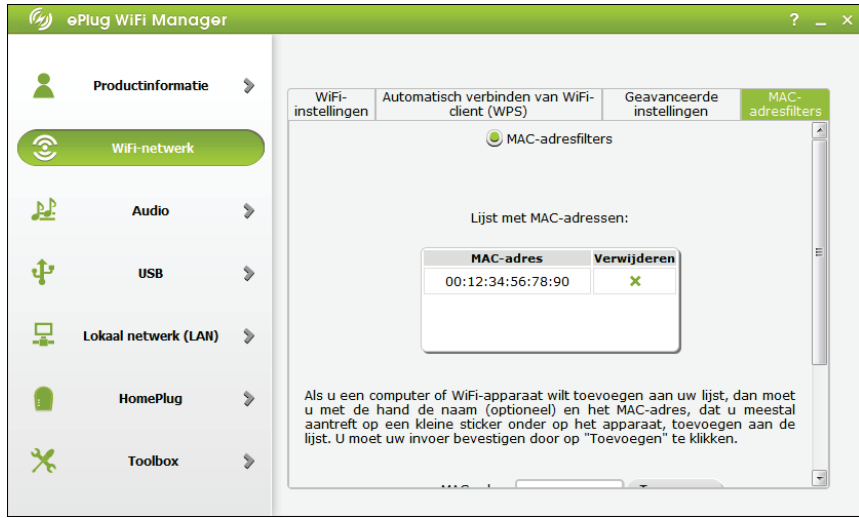 ePlug WiFi Manager
?
Productinformatie
WiFi-netwerk
Audio
USB
Lokaal netwerk (LAN)
HomePlug
Toolbox
WiFi-
instellingen
Automatisch verbinden van WiFi-
client (WPS)
Geavanceerde
instellingen
MAC-
adresfilters
MAC-adresfilters
Lijst met MAC-adressen:
MAC-adres Verwijderen
00:12:34:56:78:90
Als u een computer of WiFi-apparaat wilt toevoegen aan uw lijst, dan moet
u met de hand de naam (optioneel) en het MAC-adres, dat u meestal
aantreft op een kleine sticker onder op het apparaat, toevoegen aan de
lijst. U moet uw invoer bevestigen door op "Toevoegen" te klikken.